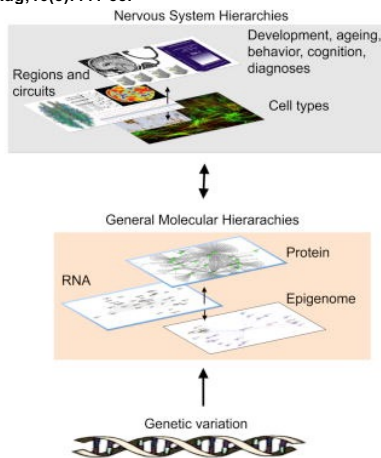 Nervous System Hierarchies
Development, ageing,
behavior, cognition,
diagnoses
Regions and
circuits
Cell types
General Molecular Hierarachies
Protein
RNA
Epigenome
Genetic variation